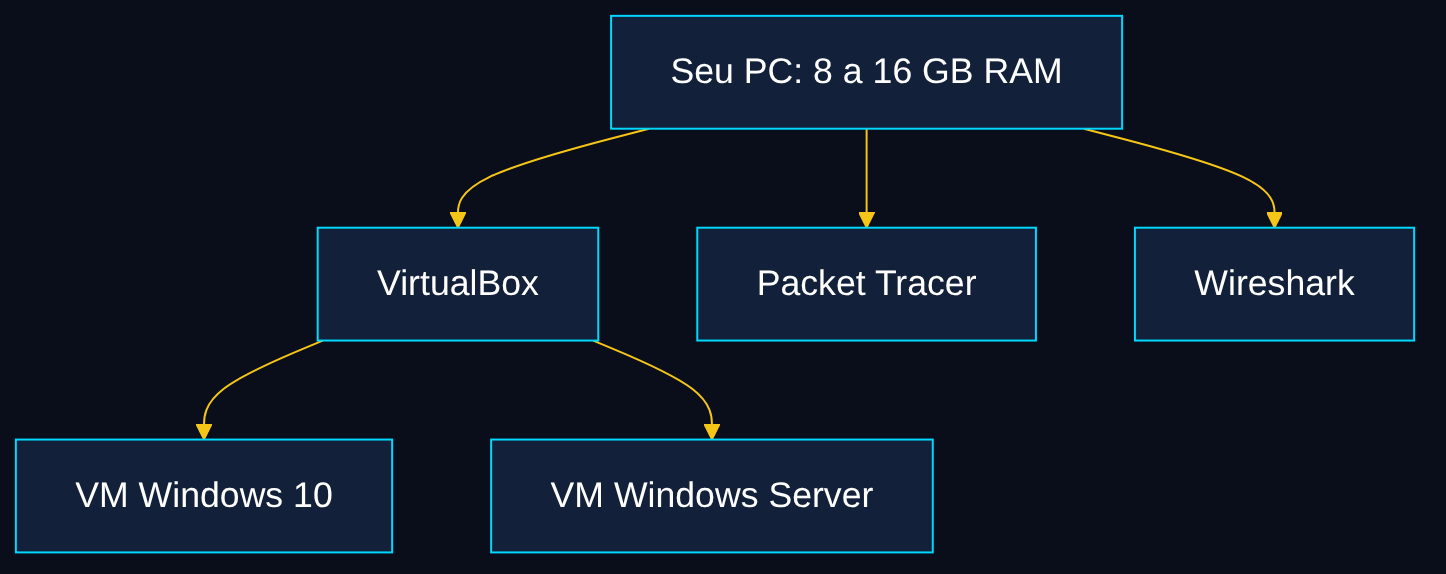 Seu PC: 8 a 16 GB RAM
VirtualBox
Packet Tracer
Wireshark
VM Windows 10
VM Windows Server